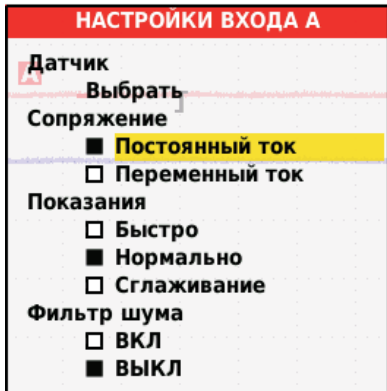 НАСТРОЙКИ ВХОДА А
Датчик
Выбрать
Сопряжение
Постоянный ток
Переменный ток
Показания
Быстро
Нормально
Сглаживание
Фильтр шума
ВКЛ
ВЫКЛ